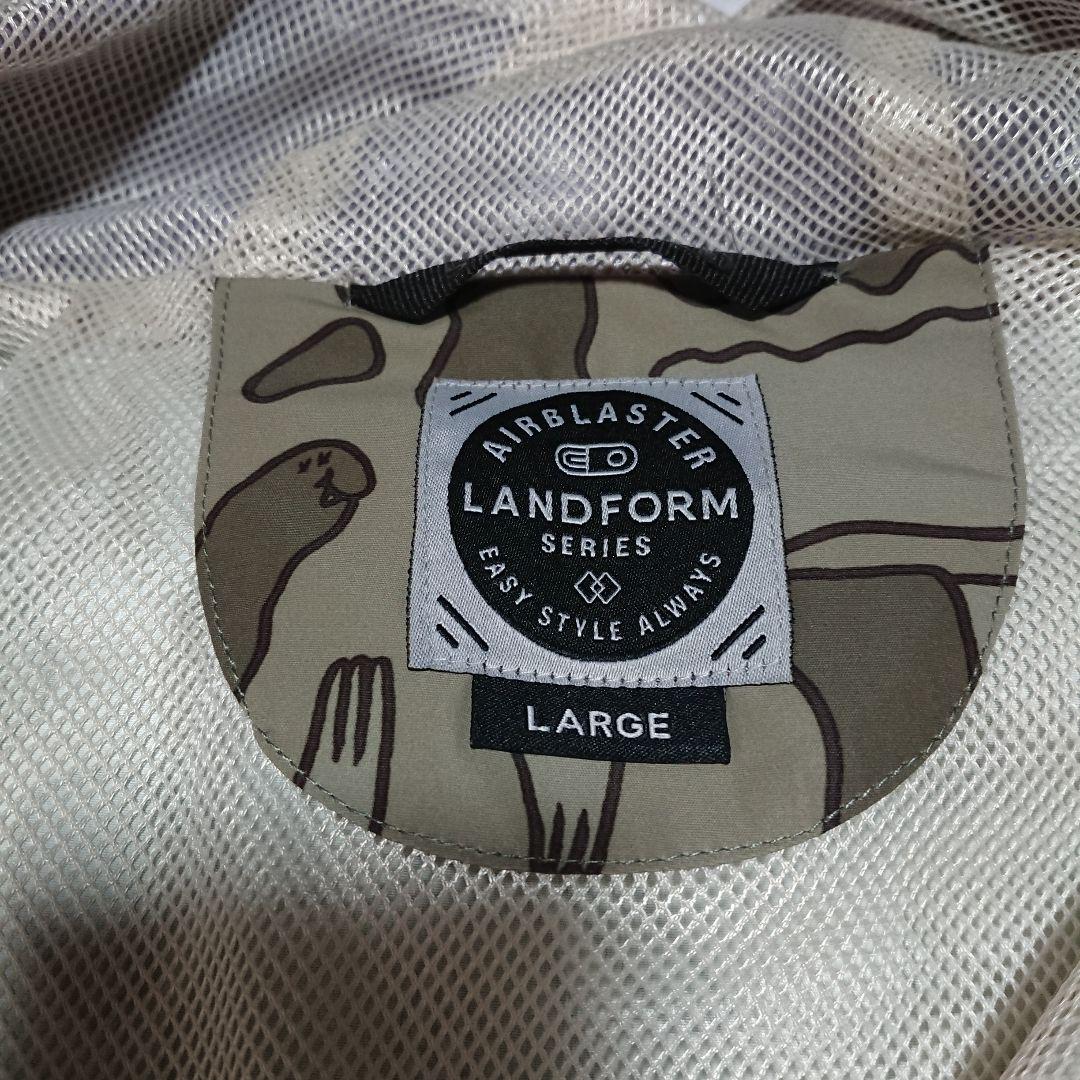 AIRBLASTER
LANDFORM
SERIES
EASY STYLE ALWAYS
LARGE